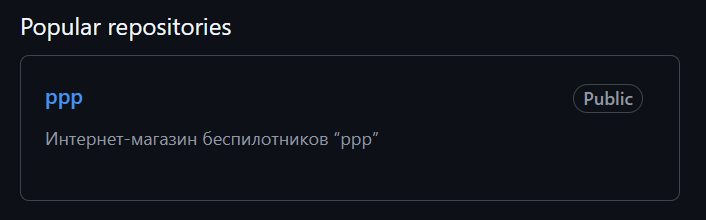 Popular repositories
ppp
Public
Интернет-магазин беспилотников “ppp”